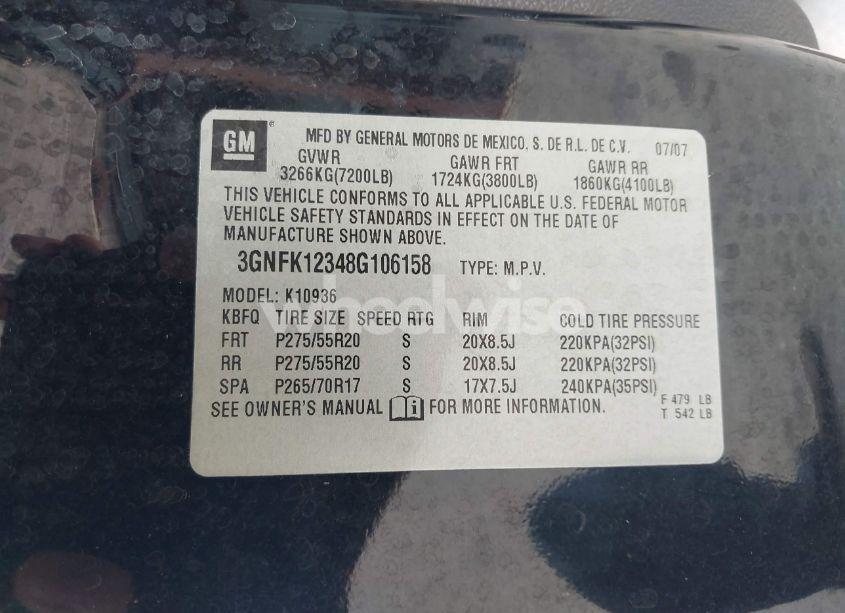 GM ® MFD BY GENERAL MOTORS DE MEXICO, S. DE R.L. DE C.V. 07/07
GVWR GAWR FRT GAWR RR
3266KG(7200LB) 1724KG(3800LB) 1860KG(4100LB)
THIS VEHICLE CONFORMS TO ALL APPLICABLE U.S. FEDERAL MOTOR
VEHICLE SAFETY STANDARDS IN EFFECT ON THE DATE OF
MANUFACTURE SHOWN ABOVE.
3GNFK12348G106158 TYPE: M.P.V.
MODEL: K10936
wheelwise
KBFQ TIRE SIZE SPEED RTG RIM COLD TIRE PRESSURE
FRT P275/55R20 S 20X8.5J 220KPA(32PSI)
RR P275/55R20 S 20X8.5J 220KPA(32PSI)
SPA P265/70R17 S 17X7.5J 240KPA(35PSI)
SEE OWNER'S MANUAL i FOR MORE INFORMATION.
F 479 LB
T 542 LB